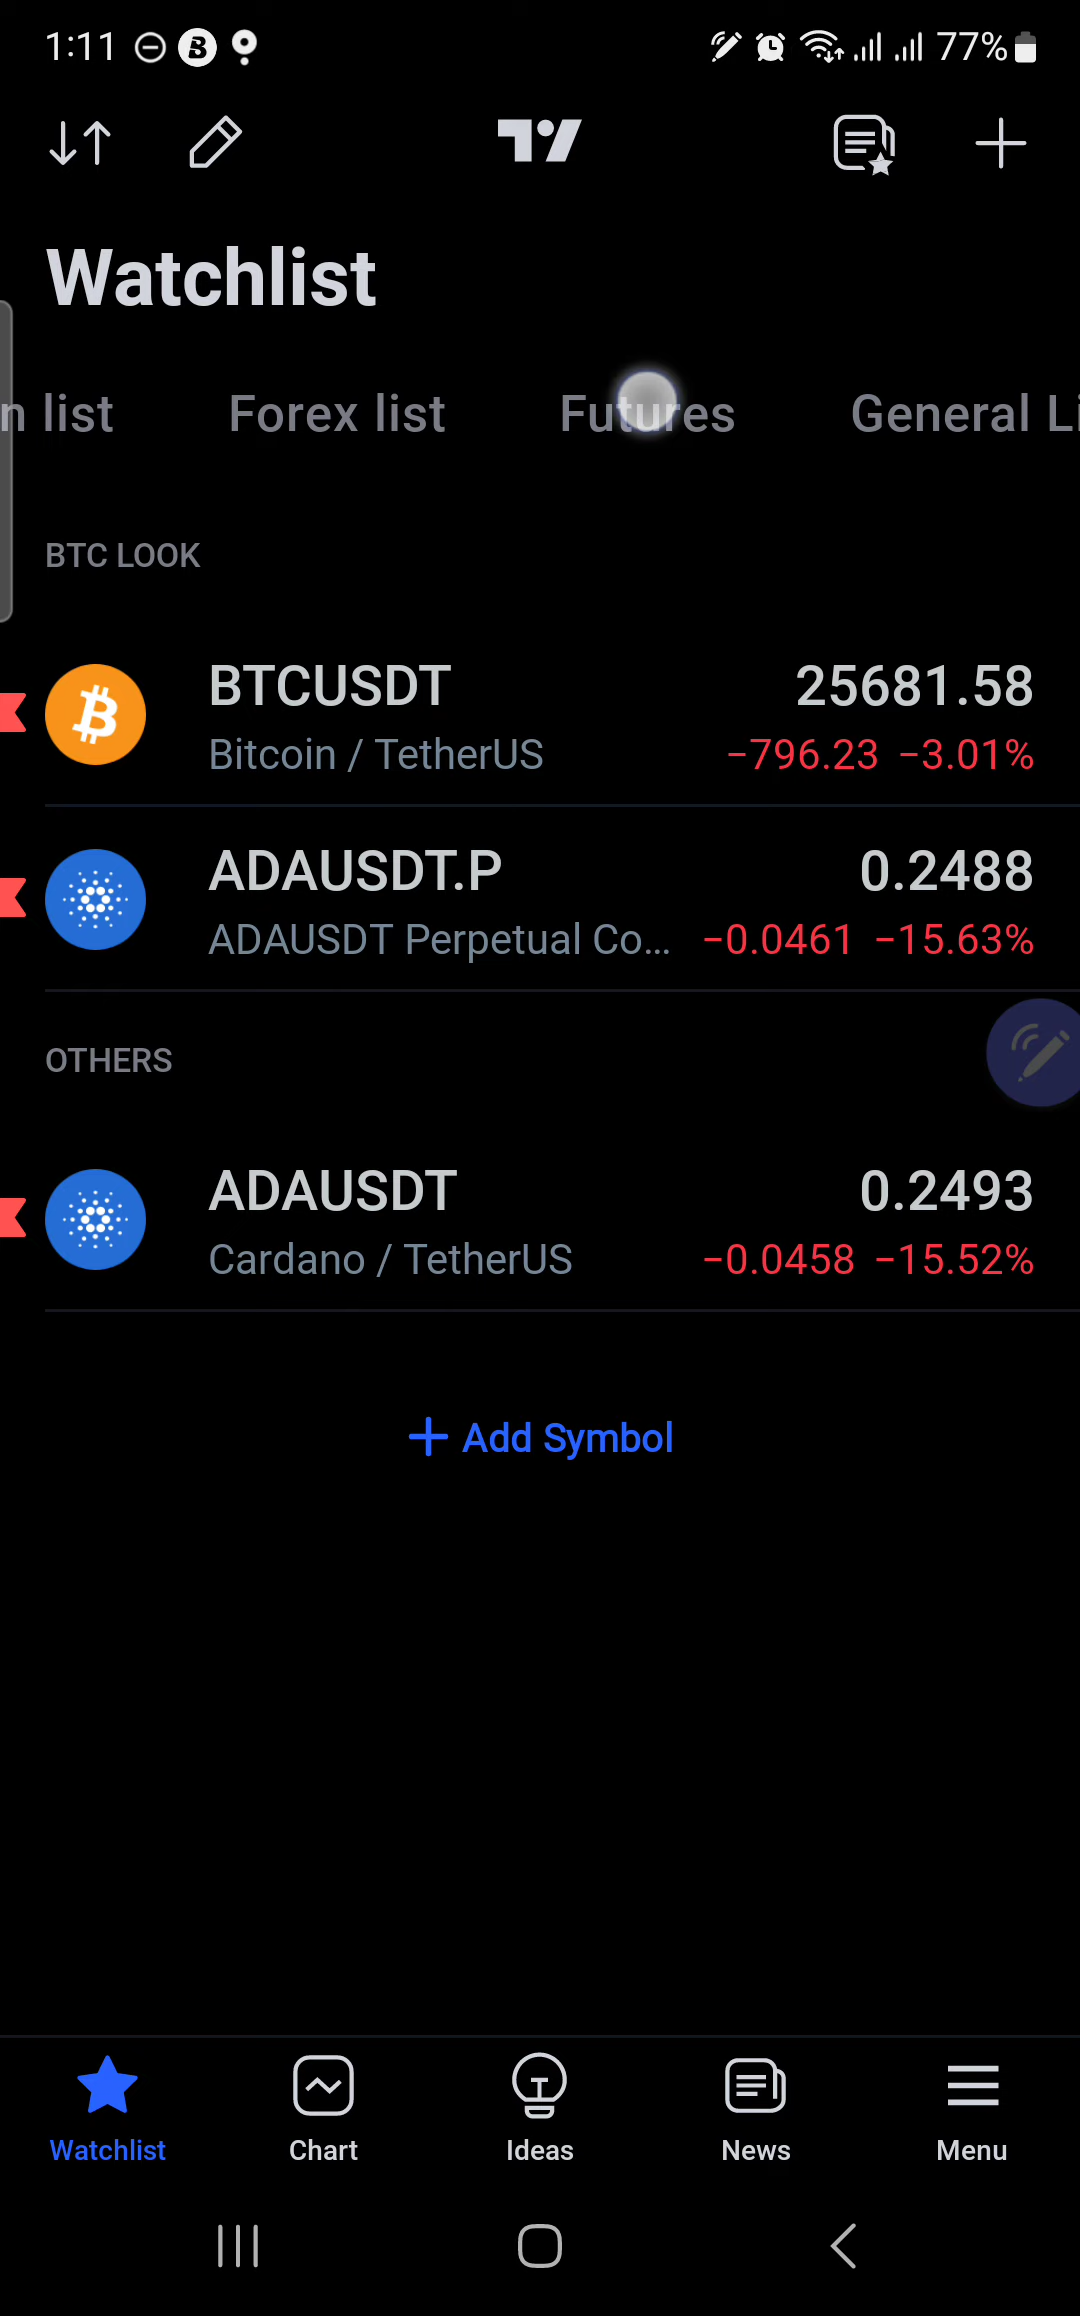 1:11 77%
Watchlist
n list Forex list Futures General Li
BTC LOOK
BTCUSDT 25681.58
Bitcoin / TetherUS −796.23 −3.01%
ADAUSDT.P 0.2488
ADAUSDT Perpetual Co... −0.0461 −15.63%
OTHERS
ADAUSDT 0.2493
Cardano / TetherUS −0.0458 −15.52%
+ Add Symbol
Watchlist Chart Ideas News Menu